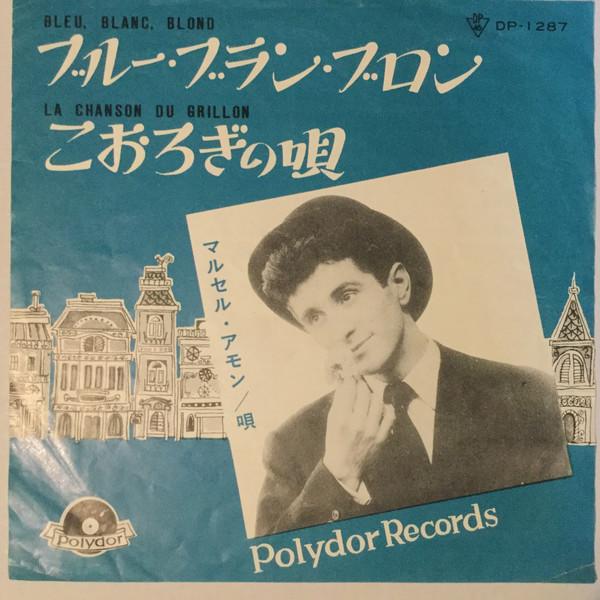 BLEU, BLANC, BLOND
DP-1287
ブルー・ブラン・ブロン
LA CHANSON DU GRILLON
こおろぎの唄
マルセル・アモン/唄
Polydor Records
Polydor